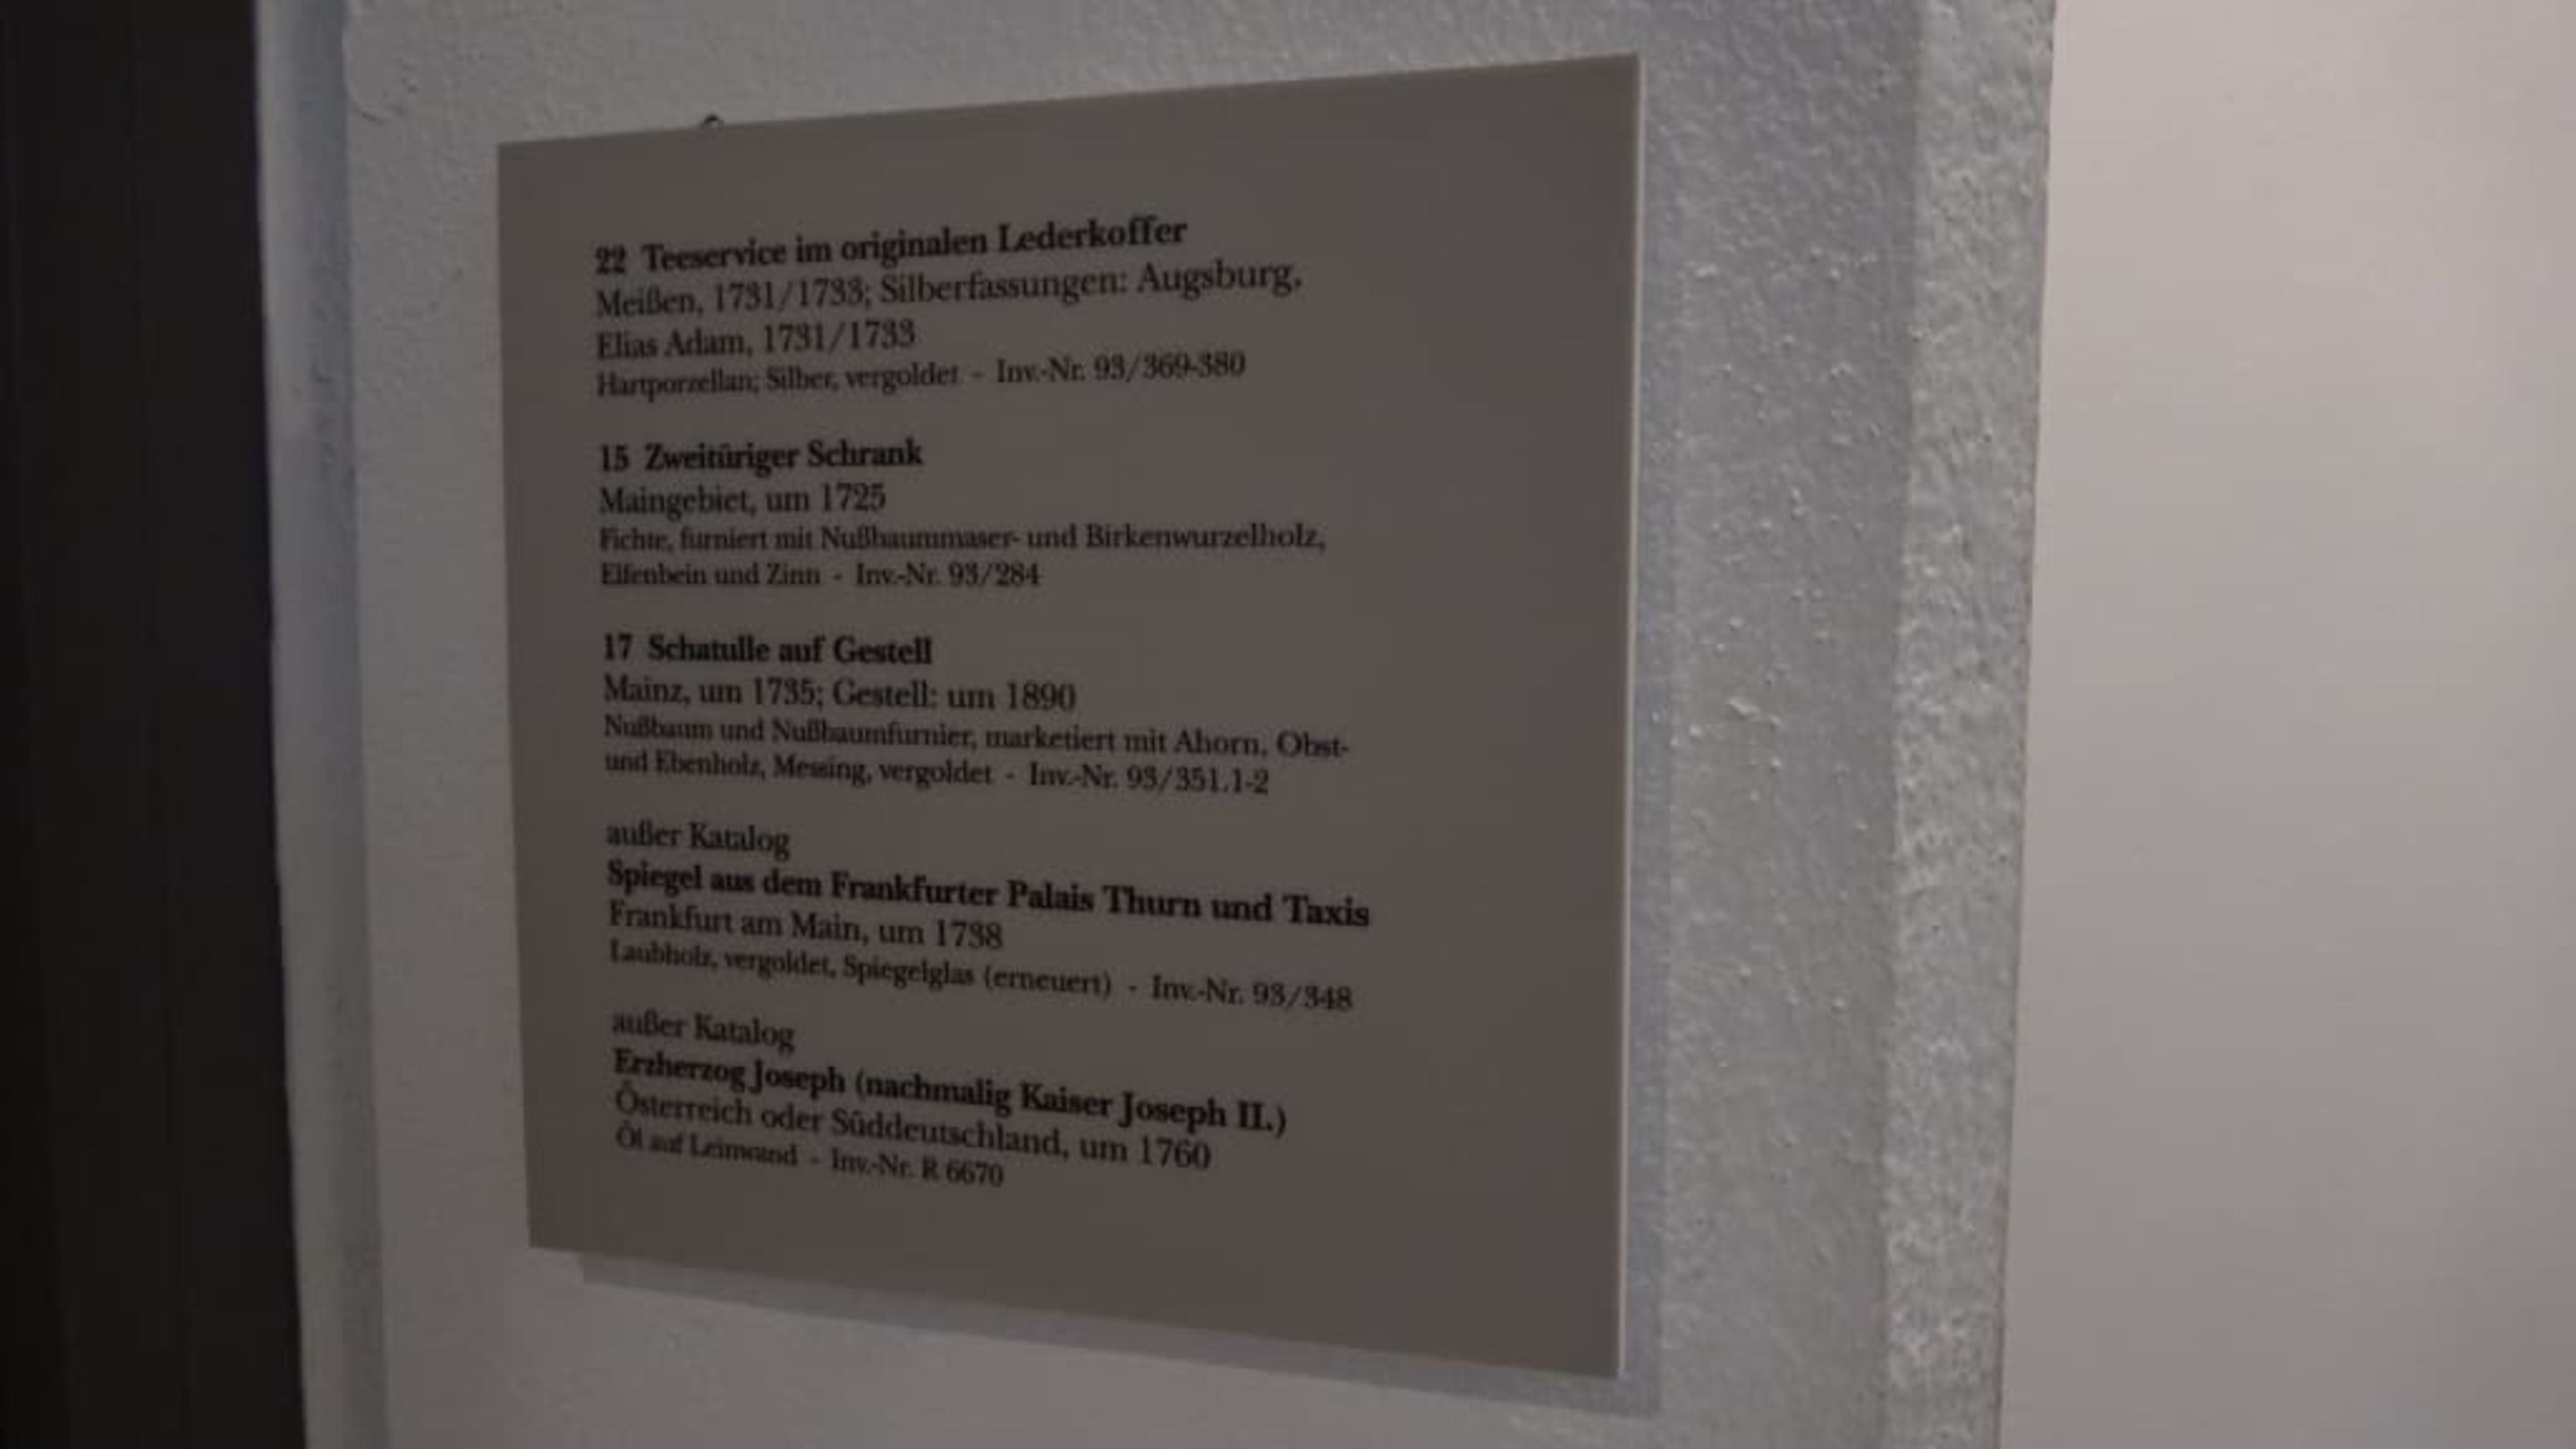 22 Teeservice im originalen Lederkoffer
Meißen, 1731/1733; Silberfassungen: Augsburg,
Elias Adam, 1731/1733
Hartporzellan; Silber, vergoldet - Inv.-Nr. 93/369-380
15 Zweitüriger Schrank
Maingebiet, um 1725
Fichte, furniert mit Nußbaummaser- und Birkenwurzelholz,
Elfenbein und Zinn - Inv.-Nr. 93/284
17 Schatulle auf Gestell
Mainz, um 1735; Gestell: um 1890
Nußbaum und Nußbaumfurnier, marketiert mit Ahorn, Obst-
und Ebenholz, Messing, vergoldet - Inv.-Nr. 93/351.1-2
außer Katalog
Spiegel aus dem Frankfurter Palais Thurn und Taxis
Frankfurt am Main, um 1738
Laubholz, vergoldet, Spiegelglas (erneuert) - Inv.-Nr. 93/348
außer Katalog
Erzherzog Joseph (nachmalig Kaiser Joseph II.)
Österreich oder Süddeutschland, um 1760
Öl auf Leinwand - Inv.-Nr. R 6670